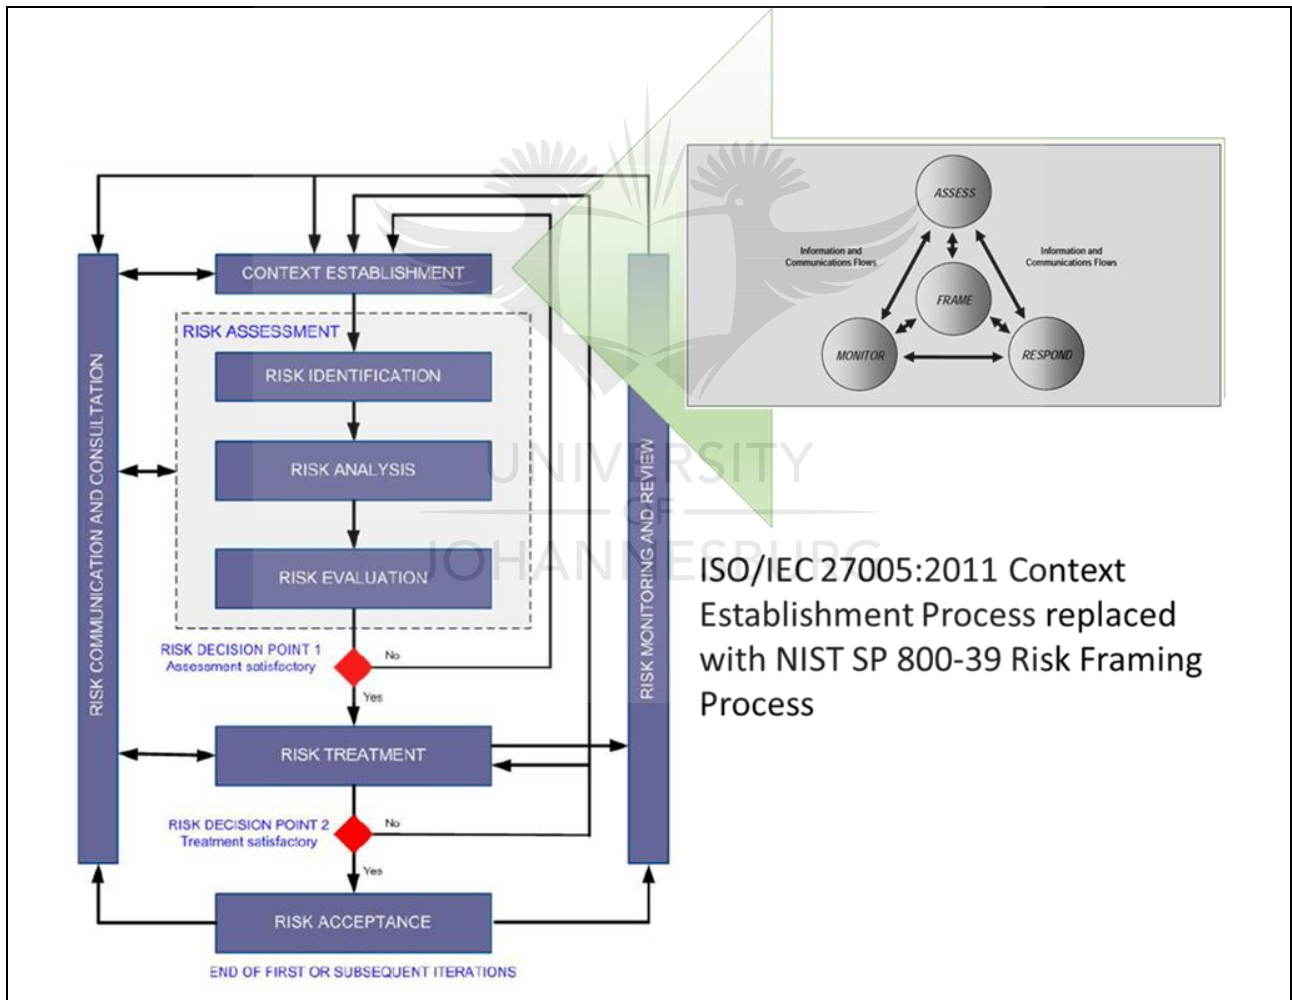 CONTEXT ESTABLISHMENT
RISK ASSESSMENT
RISK IDENTIFICATION
RISK ANALYSIS
RISK EVALUATION
RISK DECISION POINT 1
Assessment satisfactory
No
Yes
RISK TREATMENT
RISK DECISION POINT 2
Treatment satisfactory
No
Yes
RISK ACCEPTANCE
END OF FIRST OR SUBSEQUENT ITERATIONS
RISK COMMUNICATION AND CONSULTATION
RISK MONITORING AND REVIEW
ASSESS
Information and
Communications Flows
Information and
Communications Flows
FRAME
MONITOR
RESPOND
UNIVERSITY
OF
JOHANNESBURG
ISO/IEC 27005:2011 Context
Establishment Process replaced
with NIST SP 800-39 Risk Framing
Process